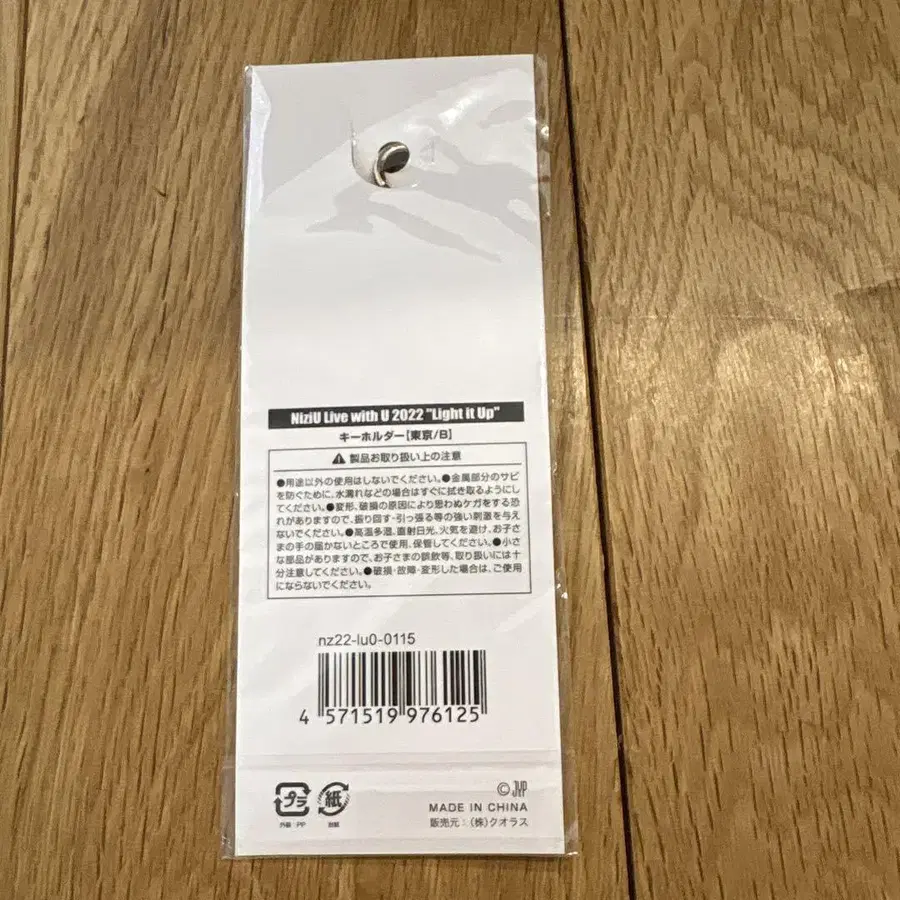 NiziU Live with U 2022 "Light it Up"
キーホルダー[東京/B]
⚠ 製品お取り扱い上の注意
●用途以外の使用はしないでください。●金属部分のサビ
を防ぐために、水濡れなどの場合はすぐに拭き取るようにし
てください。●変形、破損の原因により思わぬケガをする恐
れがありますので、振り回す・引っ張る等の強い刺激を与え
ないでください。●高温多湿、直射日光、火気を避け、お子さ
まの手の届かないところで使用、保管してください。●小さ
な部品がありますので、お子さまの誤飲等、取り扱いには十
分注意してください。●破損・故障・変形した場合は、ご使用
にならないでください。
nz22-lu0-0115
4 571519 976125
プラ 紙
外装:PP 台紙
© JYP
MADE IN CHINA
販売元:(株)クオラス